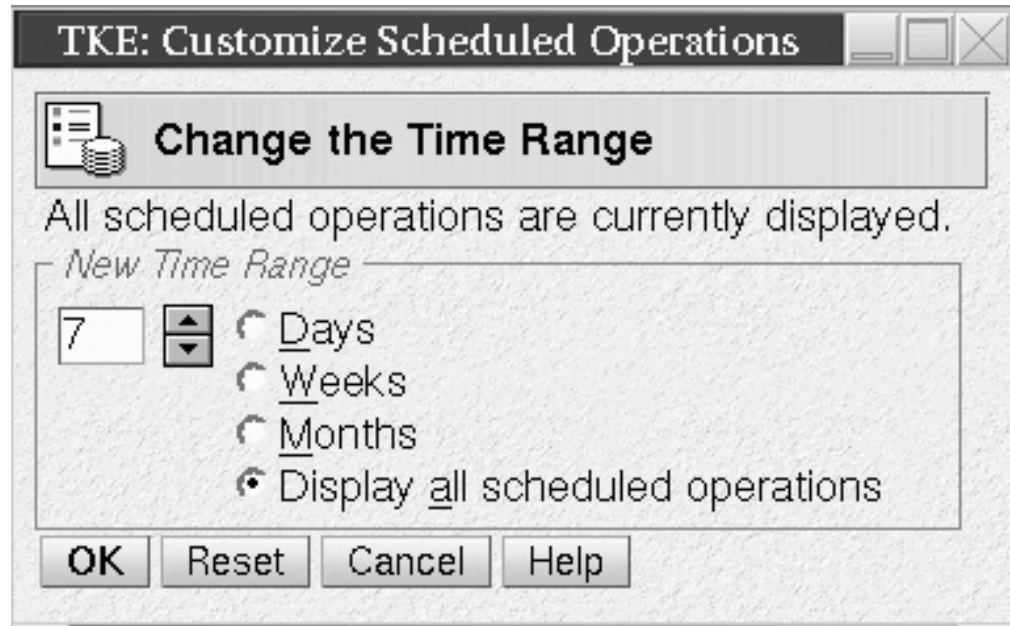 TKE: Customize Scheduled Operations
Change the Time Range
All scheduled operations are currently displayed.
New Time Range
7
Days
Weeks
Months
Display all scheduled operations
OK Reset Cancel Help